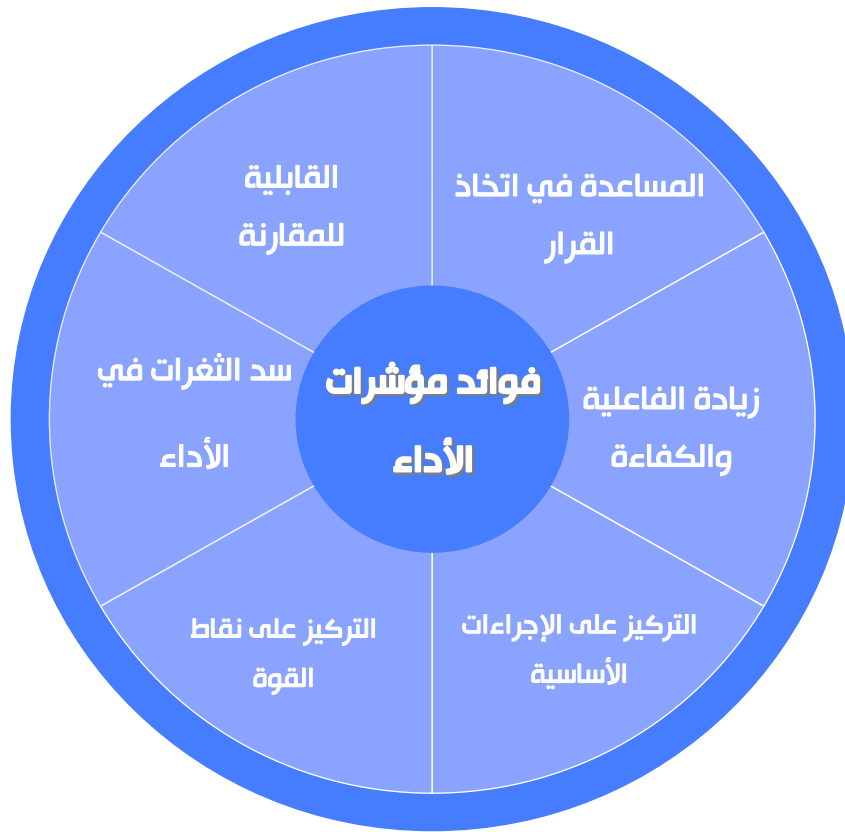 فوائد مؤشرات
الأداء
المساعدة في اتخاذ
القرار
زيادة الفاعلية
والكفاءة
التركيز على الإجراءات
الأساسية
التركيز على نقاط
القوة
سد الثغرات في
الأداء
القابلية
للمقارنة